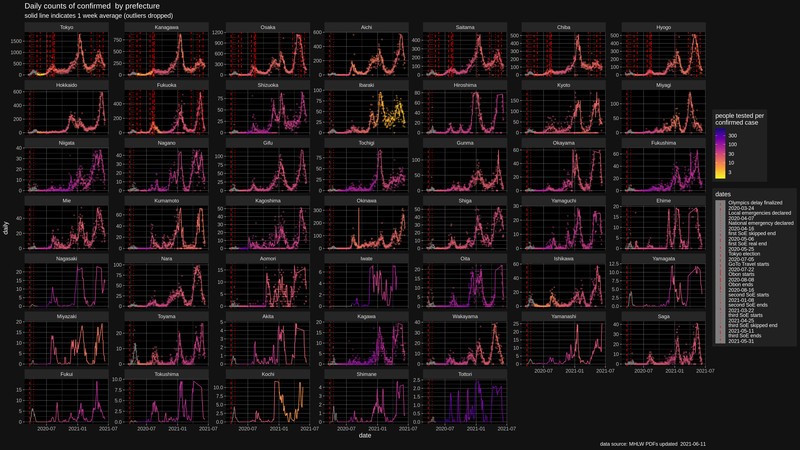 Daily counts of confirmed by prefecture
solid line indicates 1 week average (outliers dropped)
Tokyo Kanagawa Osaka Aichi Saitama Chiba Hyogo
Hokkaido Fukuoka Shizuoka Ibaraki Hiroshima Kyoto Miyagi
Niigata Nagano Gifu Tochigi Gunma Okayama Fukushima
Mie Kumamoto Kagoshima Okinawa Shiga Yamaguchi Ehime
Nagasaki Nara Aomori Iwate Oita Ishikawa Yamagata
Miyazaki Toyama Akita Kagawa Wakayama Yamanashi Saga
Fukui Tokushima Kochi Shimane Tottori
2020-07 2021-01 2021-07
daily
date
people tested per
confirmed case
300
100
30
10
3
dates
Olympics delay finalized
2020-03-24
Local emergencies declared
2020-04-07
National emergency declared
2020-04-16
first SoE skipped end
2020-05-06
first SoE real end
2020-05-25
Tokyo election
2020-07-05
GoTo Travel starts
2020-07-22
Obon starts
2020-08-08
Obon ends
2020-08-16
second SoE starts
2021-01-08
second SoE ends
2021-03-22
third SoE starts
2021-04-25
third SoE skipped end
2021-05-11
third SoE ends
2021-05-31
data source: MHLW PDFs updated 2021-06-11